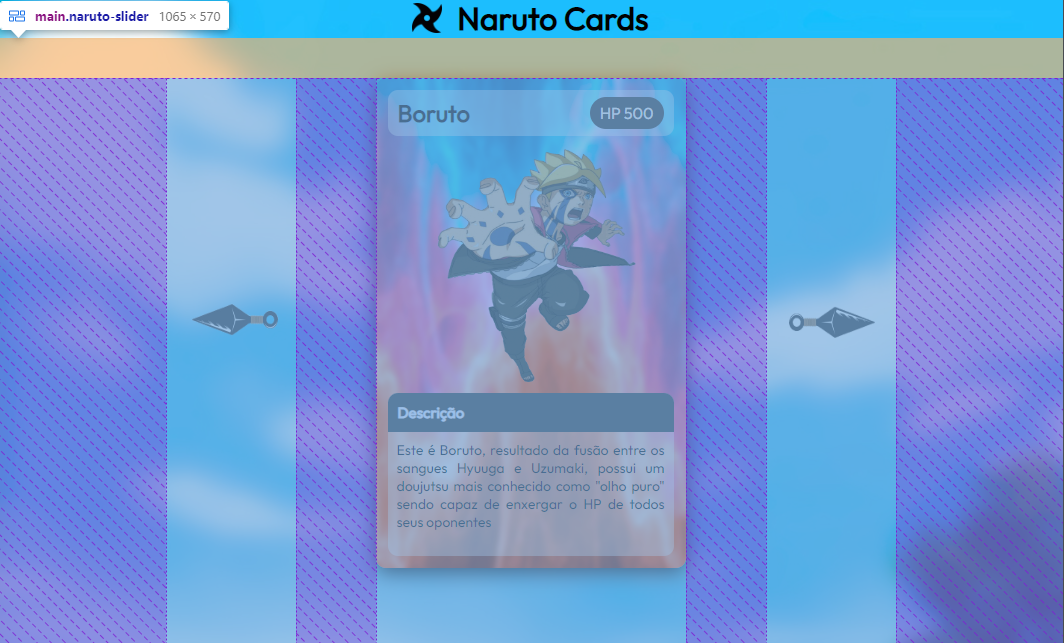 main.naruto-slider 1065 × 570
Naruto Cards
Boruto HP 500
Descrição
Este é Boruto, resultado da fusão entre os
sangues Hyuuga e Uzumaki, possui um
doujutsu mais conhecido como "olho puro"
sendo capaz de enxergar o HP de todos
seus oponentes